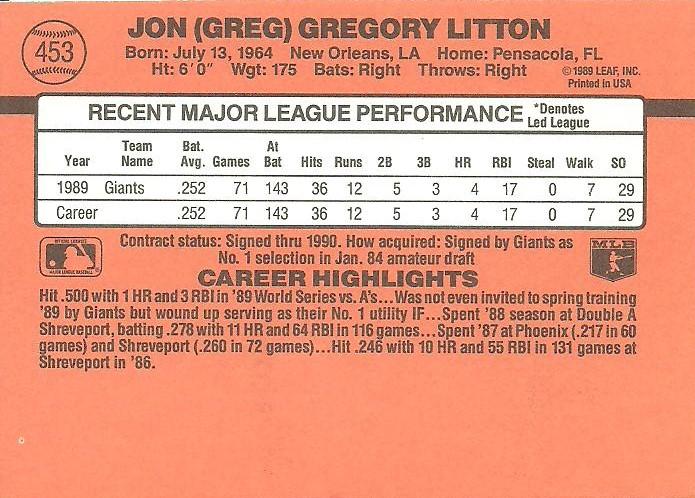 453
JON (GREG) GREGORY LITTON
Born: July 13, 1964 New Orleans, LA Home: Pensacola, FL
Ht: 6'0" Wgt: 175 Bats: Right Throws: Right
©1989 LEAF, INC.
Printed in USA
RECENT MAJOR LEAGUE PERFORMANCE *Denotes
Led League
Year Team Name Bat. Avg. Games At Bat Hits Runs 2B 3B HR RBI Steal Walk SO
1989 Giants .252 71 143 36 12 5 3 4 17 0 7 29
Career .252 71 143 36 12 5 3 4 17 0 7 29
OFFICIAL LICENSEE
MAJOR LEAGUE BASEBALL
Contract status: Signed thru 1990. How acquired: Signed by Giants as
No. 1 selection in Jan. 84 amateur draft
MLB
CAREER HIGHLIGHTS
Hit .500 with 1 HR and 3 RBI in '89 World Series vs. A's...Was not even invited to spring training
'89 by Giants but wound up serving as their No. 1 utility IF...Spent '88 season at Double A
Shreveport, batting .278 with 11 HR and 64 RBI in 116 games...Spent '87 at Phoenix (.217 in 60
games) and Shreveport (.260 in 72 games)...Hit .246 with 10 HR and 55 RBI in 131 games at
Shreveport in '86.